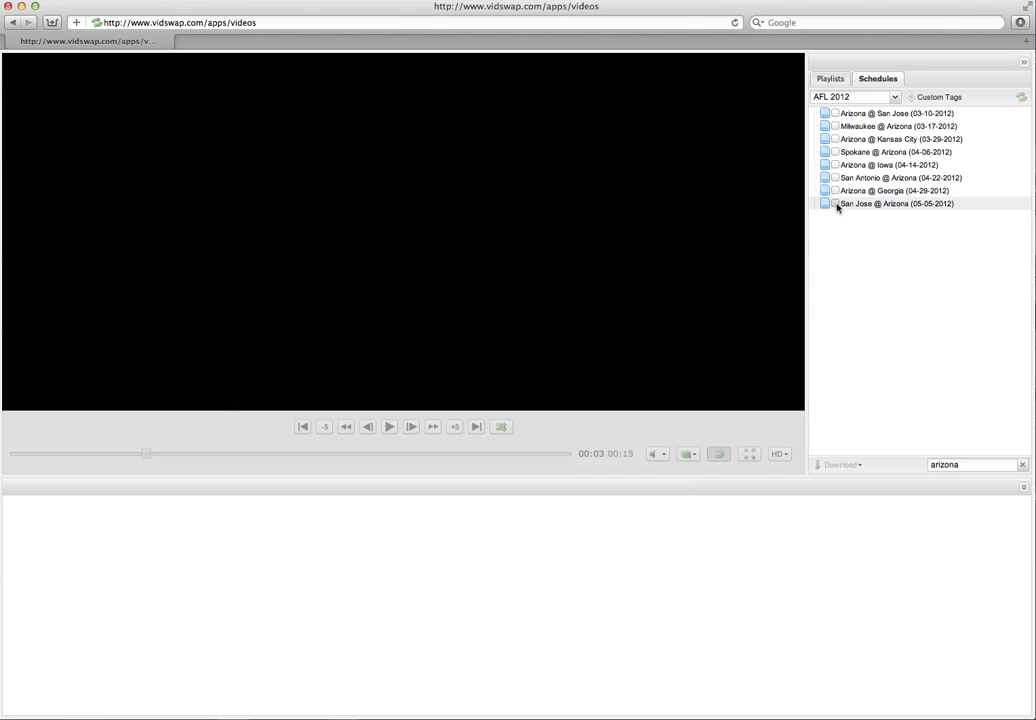 http://www.vidswap.com/apps/videos
http://www.vidswap.com/apps/videos
Google
http://www.vidswap.com/apps/v...
Playlists
Schedules
AFL 2012
Custom Tags
Arizona @ San Jose (03-10-2012)
Milwaukee @ Arizona (03-17-2012)
Arizona @ Kansas City (03-29-2012)
Spokane @ Arizona (04-06-2012)
Arizona @ Iowa (04-14-2012)
San Antonio @ Arizona (04-22-2012)
Arizona @ Georgia (04-29-2012)
San Jose @ Arizona (05-05-2012)
-5
+5
00:03 00:15
HD
Download
arizona